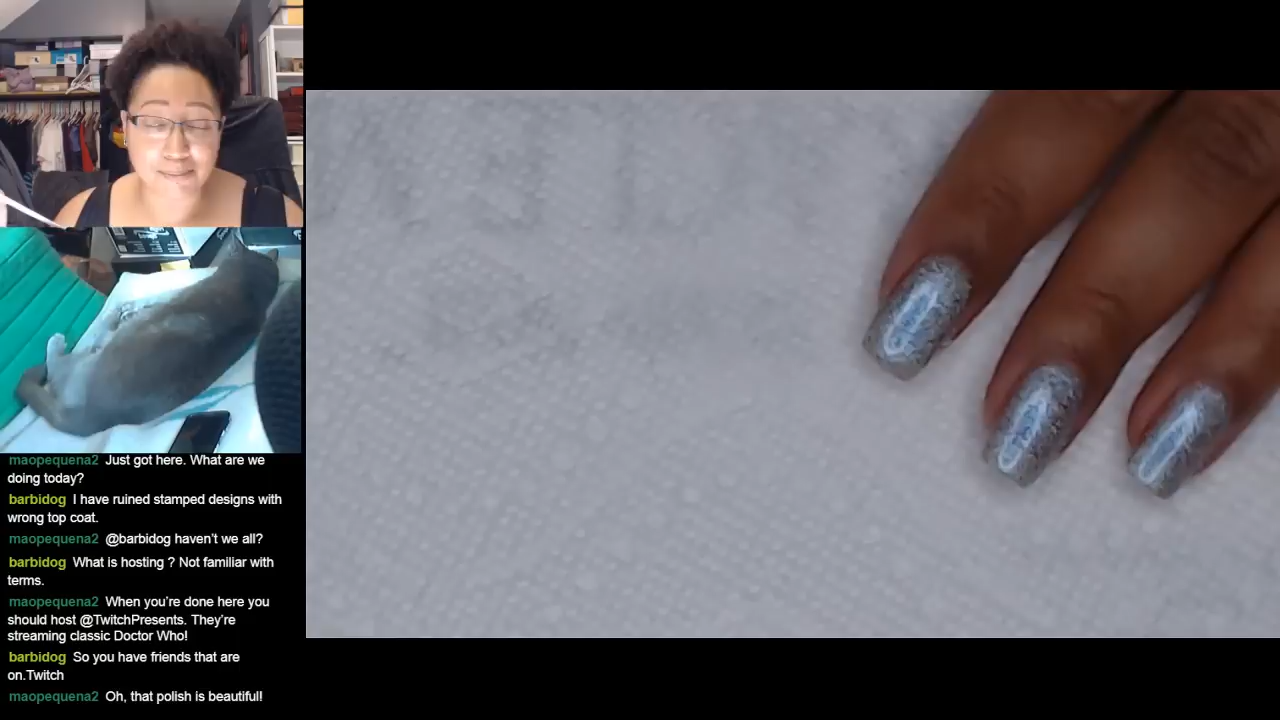 maopequena2 Just got here. What are we
doing today?
barbidog I have ruined stamped designs with
wrong top coat.
maopequena2 @barbidog haven't we all?
barbidog What is hosting ? Not familiar with
terms.
maopequena2 When you're done here you
should host @TwitchPresents. They're
streaming classic Doctor Who!
barbidog So you have friends that are
on.Twitch
maopequena2 Oh, that polish is beautiful!